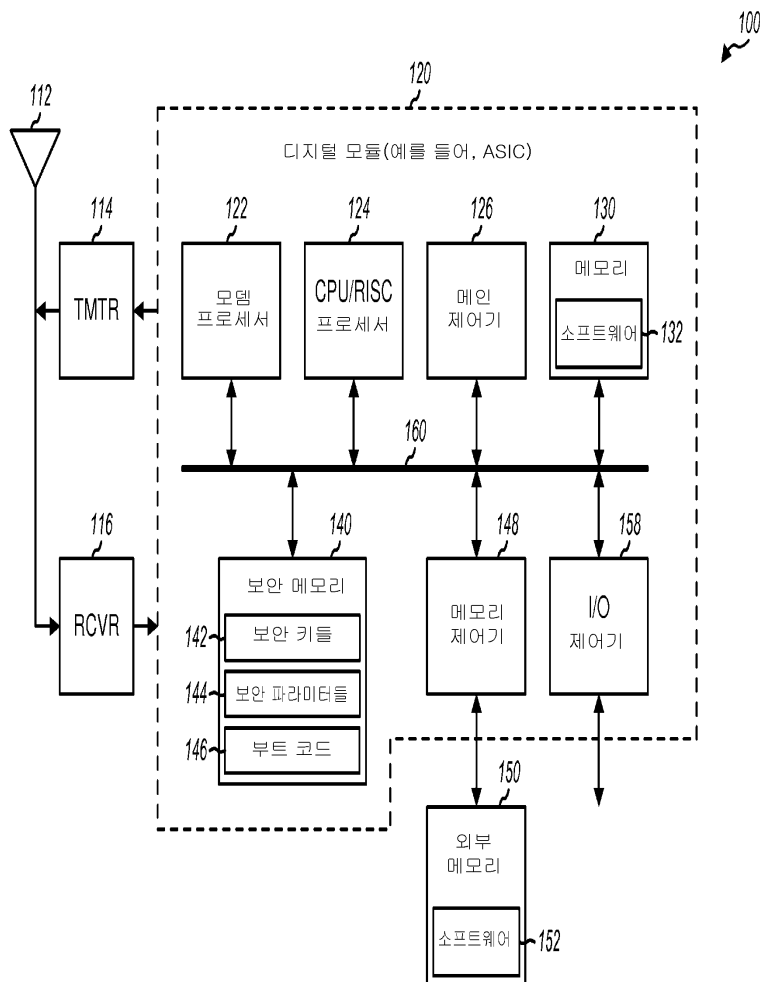 100
112
120
디지털 모듈(예를 들어, ASIC)
114
TMTR
122
모뎀
프로세서
124
CPU/RISC
프로세서
126
메인
제어기
130
메모리
소프트웨어
132
160
116
RCVR
140
보안 메모리
142
보안 키들
144
보안 파라미터들
146
부트 코드
148
메모리
제어기
158
I/O
제어기
150
외부
메모리
소프트웨어
152